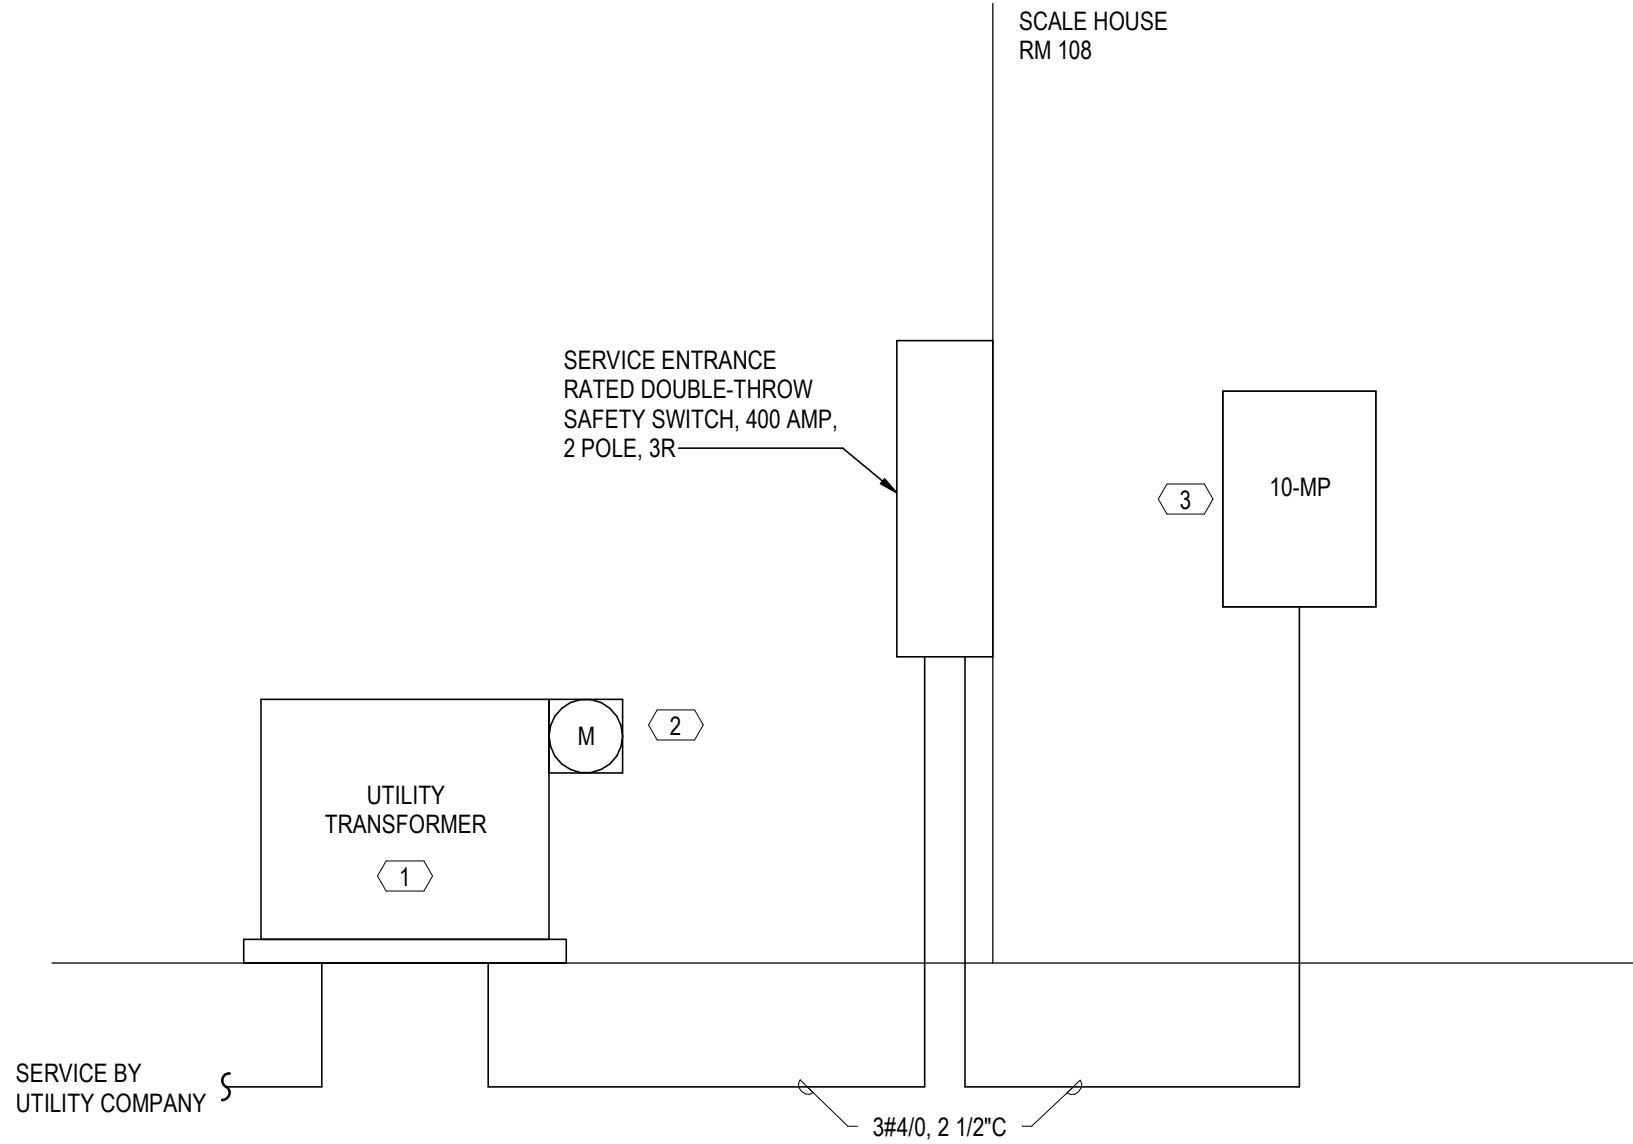 SCALE HOUSE
RM 108
SERVICE ENTRANCE
RATED DOUBLE-THROW
SAFETY SWITCH, 400 AMP,
2 POLE, 3R
10-MP
3
M
2
UTILITY
TRANSFORMER
1
SERVICE BY
UTILITY COMPANY
3#4/0, 2 1/2"C